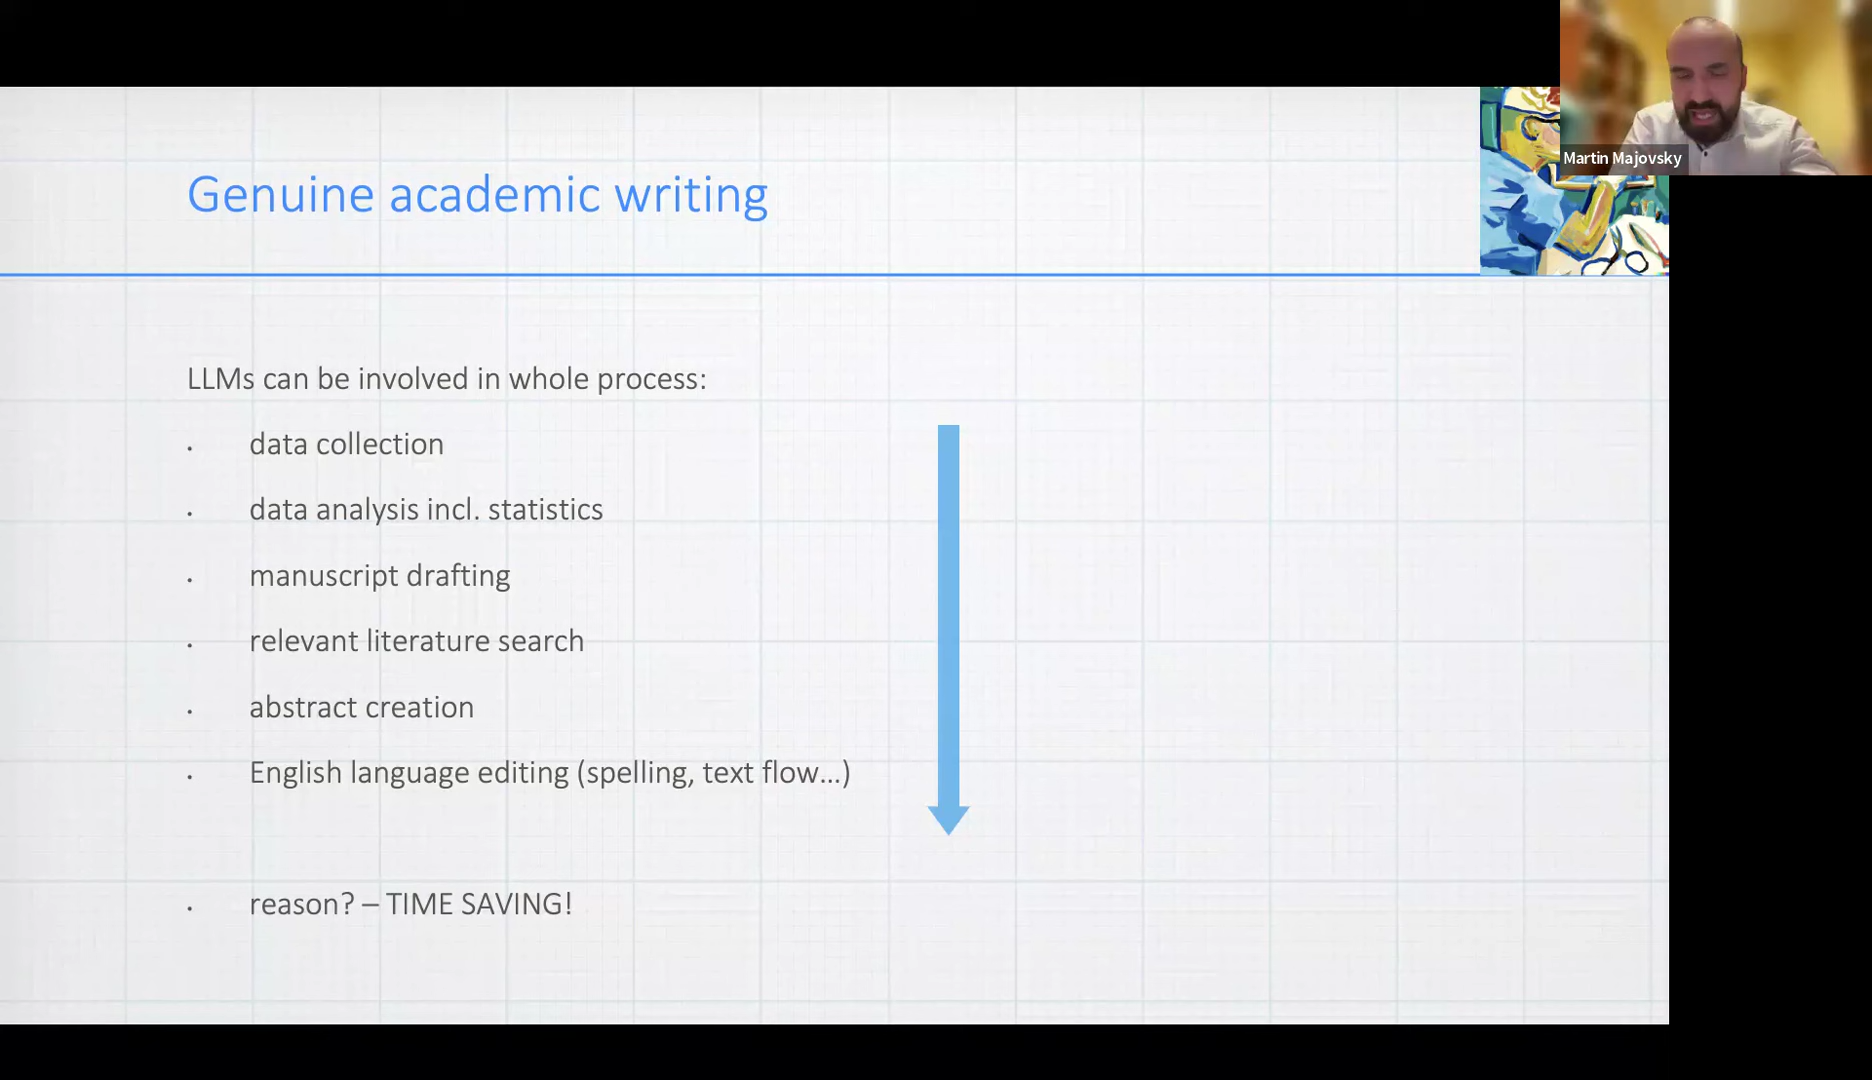 Genuine academic writing
Martin Majovsky
LLMs can be involved in whole process:
• data collection
• data analysis incl. statistics
• manuscript drafting
• relevant literature search
• abstract creation
• English language editing (spelling, text flow…)
• reason? – TIME SAVING!